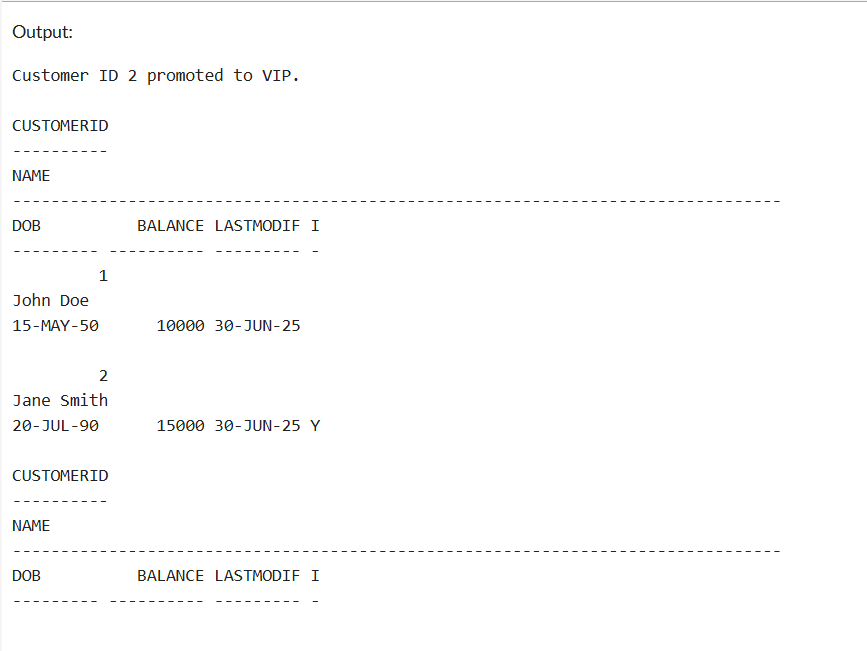 Output:
Customer ID 2 promoted to VIP.
CUSTOMERID
----------
NAME
--------------------------------------------------------------------------------
DOB          BALANCE LASTMODIF I
--------- ---------- --------- -
         1
John Doe
15-MAY-50      10000 30-JUN-25
         2
Jane Smith
20-JUL-90      15000 30-JUN-25 Y
CUSTOMERID
----------
NAME
--------------------------------------------------------------------------------
DOB          BALANCE LASTMODIF I
--------- ---------- --------- -